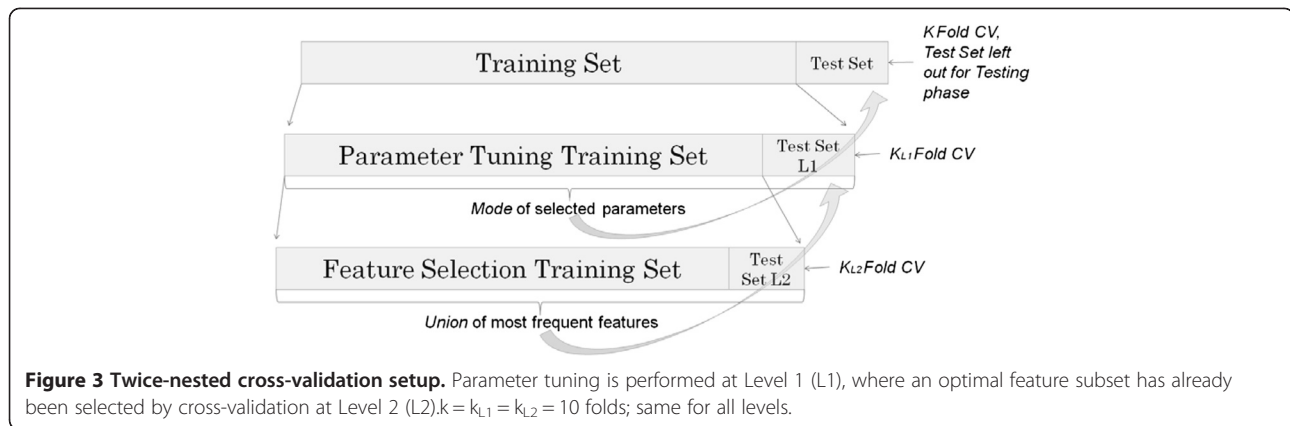 Training Set
Test Set
KFold CV,
Test Set left
out for Testing
phase
Parameter Tuning Training Set
Test Set
L1
KL1Fold CV
Mode of selected parameters
Feature Selection Training Set
Test
Set L2
KL2Fold CV
Union of most frequent features
Figure 3 Twice-nested cross-validation setup. Parameter tuning is performed at Level 1 (L1), where an optimal feature subset has already
been selected by cross-validation at Level 2 (L2).k = kL1 = kL2 = 10 folds; same for all levels.